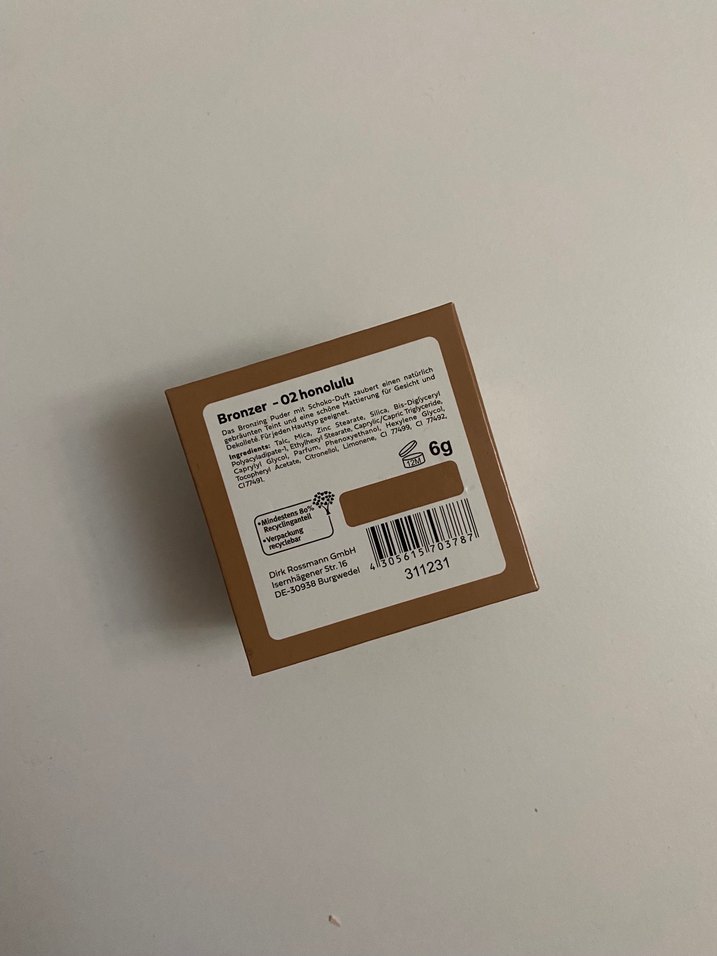 Bronzer - 02 honolulu
Das Bronzing Puder mit Schoko-Duft zaubert einen natürlich
gebräunten Teint und eine schöne Mattierung für Gesicht und
Dekolleté. Für jeden Hauttyp geeignet.
Ingredients: Talc, Mica, Zinc Stearate, Silica, Bis-Diglyceryl
Polyacyladipate-1, Ethylhexyl Stearate, Caprylic/Capric Triglyceride,
Caprylyl Glycol, Parfum, Phenoxyethanol, Hexylene Glycol,
Tocopheryl Acetate, Citronellol, Limonene, CI 77499, CI 77492,
CI 77491.
12M
6g
• Mindestens 80%
Recyclinganteil
• Verpackung
recyclebar
Dirk Rossmann GmbH
Isernhägener Str. 16
DE-30938 Burgwedel
4 305615 703787
311231